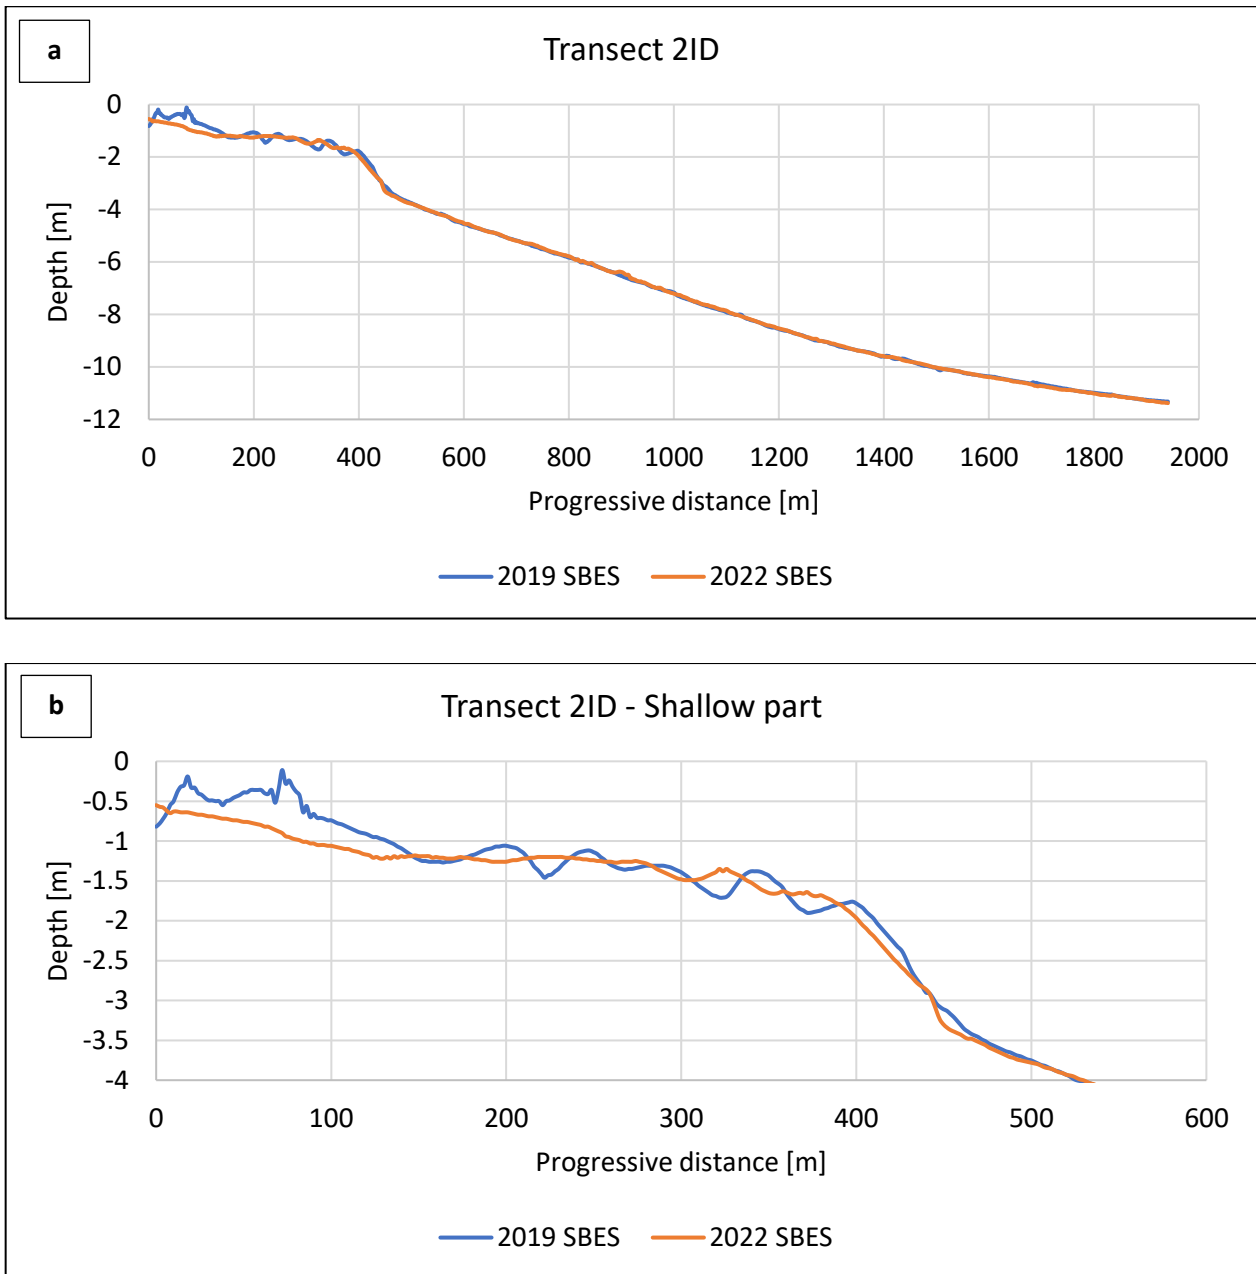 a
Transect 2ID
0
-2
-4
-6
-8
-10
-12
Depth [m]
0 200 400 600 800 1000 1200 1400 1600 1800 2000
Progressive distance [m]
2019 SBES 2022 SBES
b
Transect 2ID - Shallow part
0
-0.5
-1
-1.5
-2
-2.5
-3
-3.5
-4
Depth [m]
0 100 200 300 400 500 600
Progressive distance [m]
2019 SBES 2022 SBES